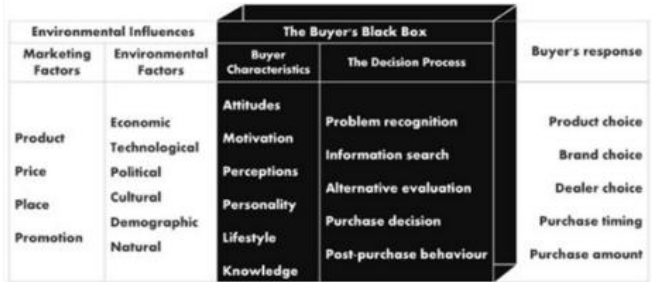 Environmental Influences
The Buyer's Black Box
Buyer's response
Marketing
Factors
Environmental
Factors
Buyer
Characteristics
The Decision Process
Product
Price
Place
Promotion
Economic
Technological
Political
Cultural
Demographic
Natural
Attitudes
Motivation
Perceptions
Personality
Lifestyle
Knowledge
Problem recognition
Information search
Alternative evaluation
Purchase decision
Post-purchase behaviour
Product choice
Brand choice
Dealer choice
Purchase timing
Purchase amount